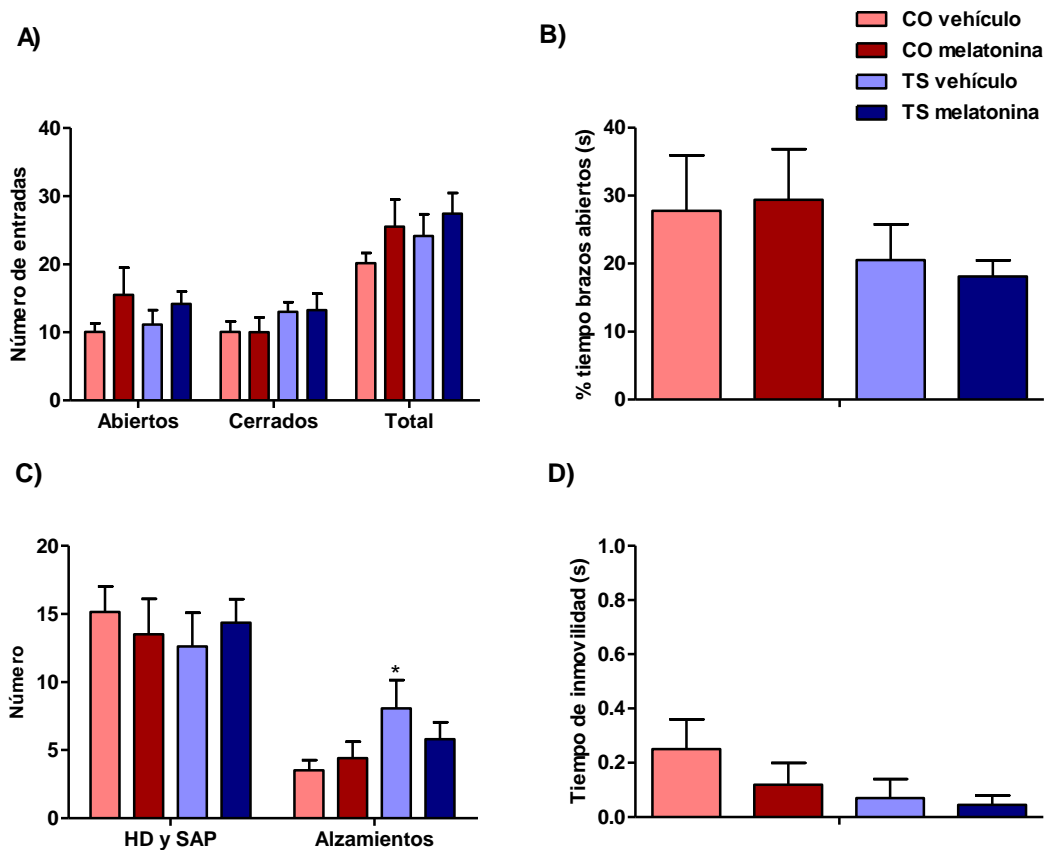 A)
Número de entradas
40
30
20
10
0
Abiertos Cerrados Total
B)
CO vehículo
CO melatonina
TS vehículo
TS melatonina
% tiempo brazos abiertos (s)
40
30
20
10
0
C)
Número
20
15
10
5
0
*
HD y SAP Alzamientos
D)
Tiempo de inmovilidad (s)
1.0
0.8
0.6
0.4
0.2
0.0